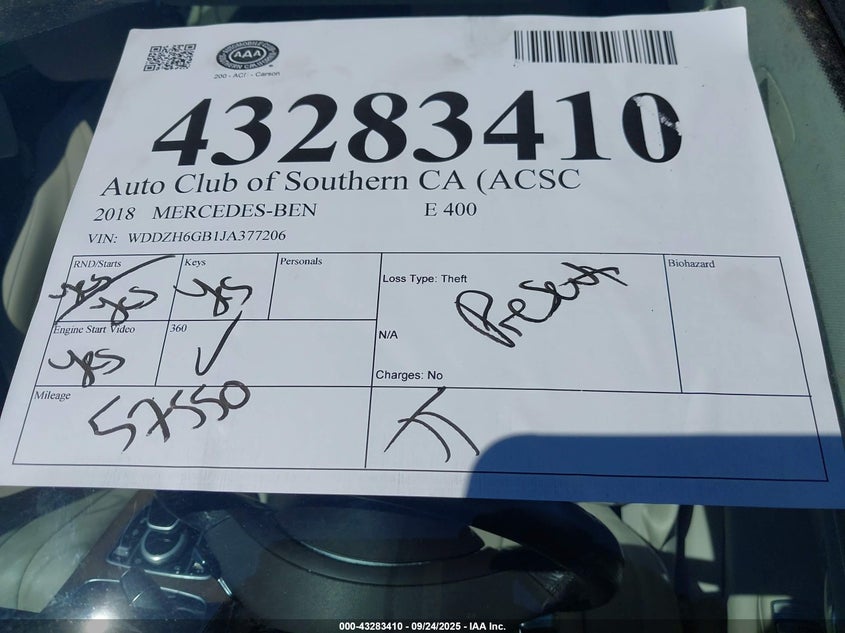 AAA
200 - ACS - Carson
43283410
Auto Club of Southern CA (ACSC
2018 MERCEDES-BEN E 400
VIN: WDDZH6GB1JA377206
RND/Starts Keys Personals Loss Type: Theft Biohazard
yes yes yes
Engine Start Video 360 N/A
yes
Charges: No
Mileage
57550
000-43283410 - 09/24/2025 - IAA Inc.